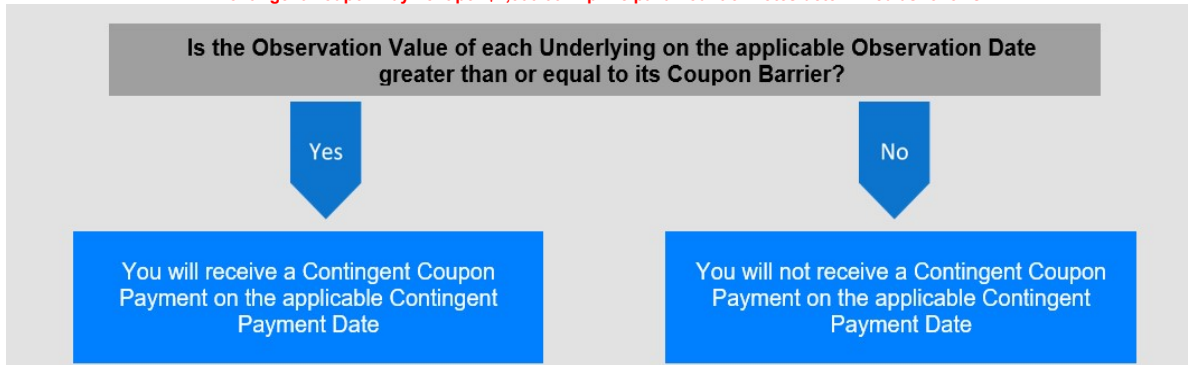 Is the Observation Value of each Underlying on the applicable Observation Date
greater than or equal to its Coupon Barrier?
Yes
No
You will receive a Contingent Coupon
Payment on the applicable Contingent
Payment Date
You will not receive a Contingent Coupon
Payment on the applicable Contingent
Payment Date